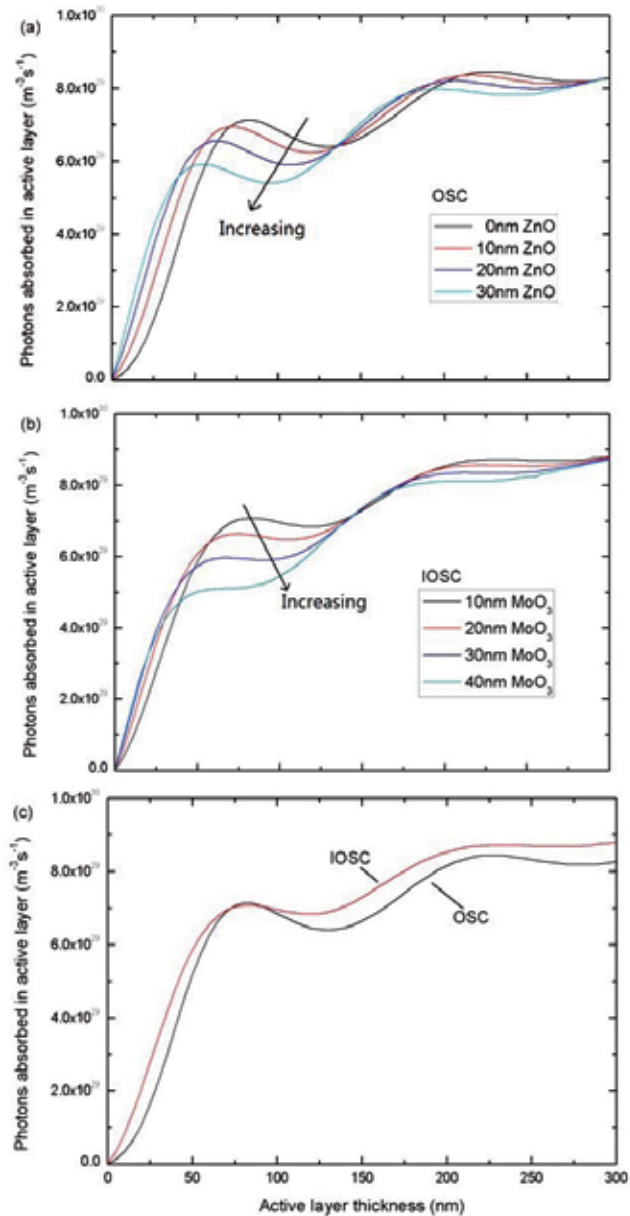 (a)
Photons absorbed in active layer (m⁻³s⁻¹)
1.0x10³⁰
8.0x10²⁹
6.0x10²⁹
4.0x10²⁹
2.0x10²⁹
0.0
Increasing
OSC
0nm ZnO
10nm ZnO
20nm ZnO
30nm ZnO
(b)
Photons absorbed in active layer (m⁻³s⁻¹)
1.0x10³⁰
8.0x10²⁹
6.0x10²⁹
4.0x10²⁹
2.0x10²⁹
0.0
Increasing
IOSC
10nm MoO₃
20nm MoO₃
30nm MoO₃
40nm MoO₃
(c)
Photons absorbed in active layer (m⁻³s⁻¹)
1.0x10³⁰
8.0x10²⁹
6.0x10²⁹
4.0x10²⁹
2.0x10²⁹
0.0
IOSC
OSC
0 50 100 150 200 250 300
Active layer thickness (nm)